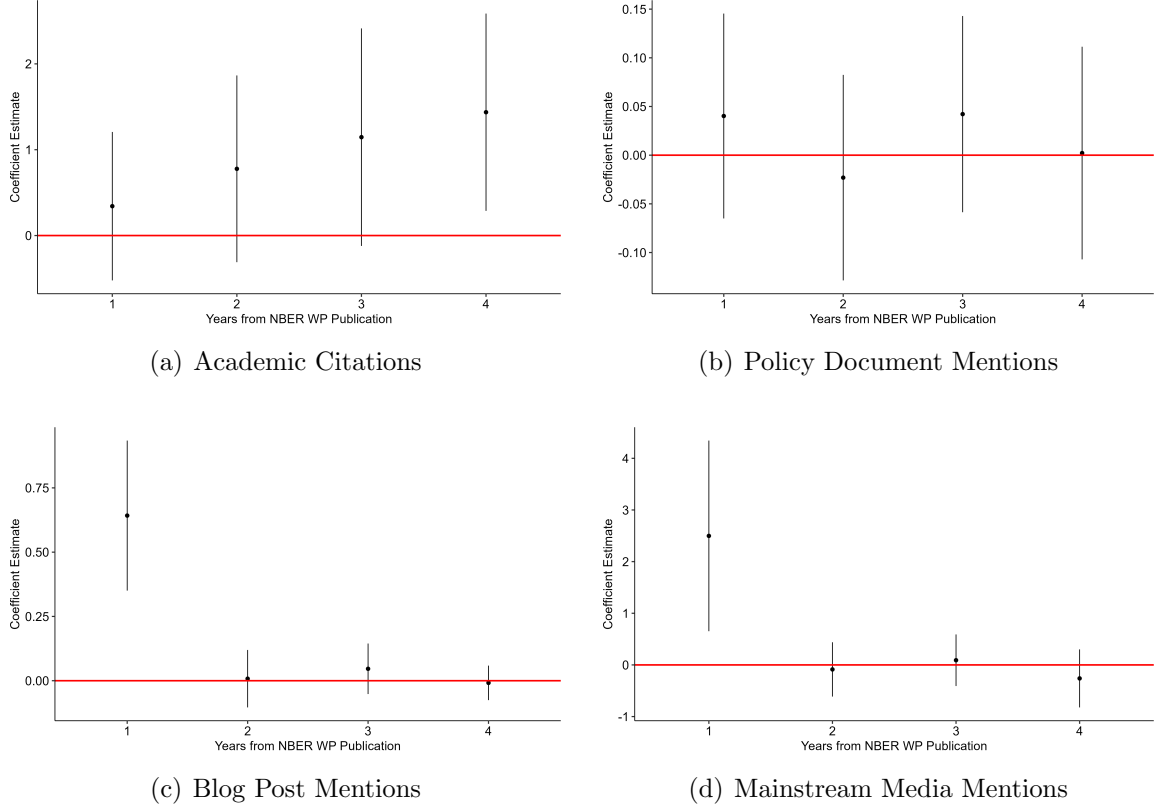 Coefficient Estimate
2
1
0
1 2 3 4
Years from NBER WP Publication
(a) Academic Citations
Coefficient Estimate
0.15
0.10
0.05
0.00
-0.05
-0.10
1 2 3 4
Years from NBER WP Publication
(b) Policy Document Mentions
Coefficient Estimate
0.75
0.50
0.25
0.00
1 2 3 4
Years from NBER WP Publication
(c) Blog Post Mentions
Coefficient Estimate
4
3
2
1
0
-1
1 2 3 4
Years from NBER WP Publication
(d) Mainstream Media Mentions